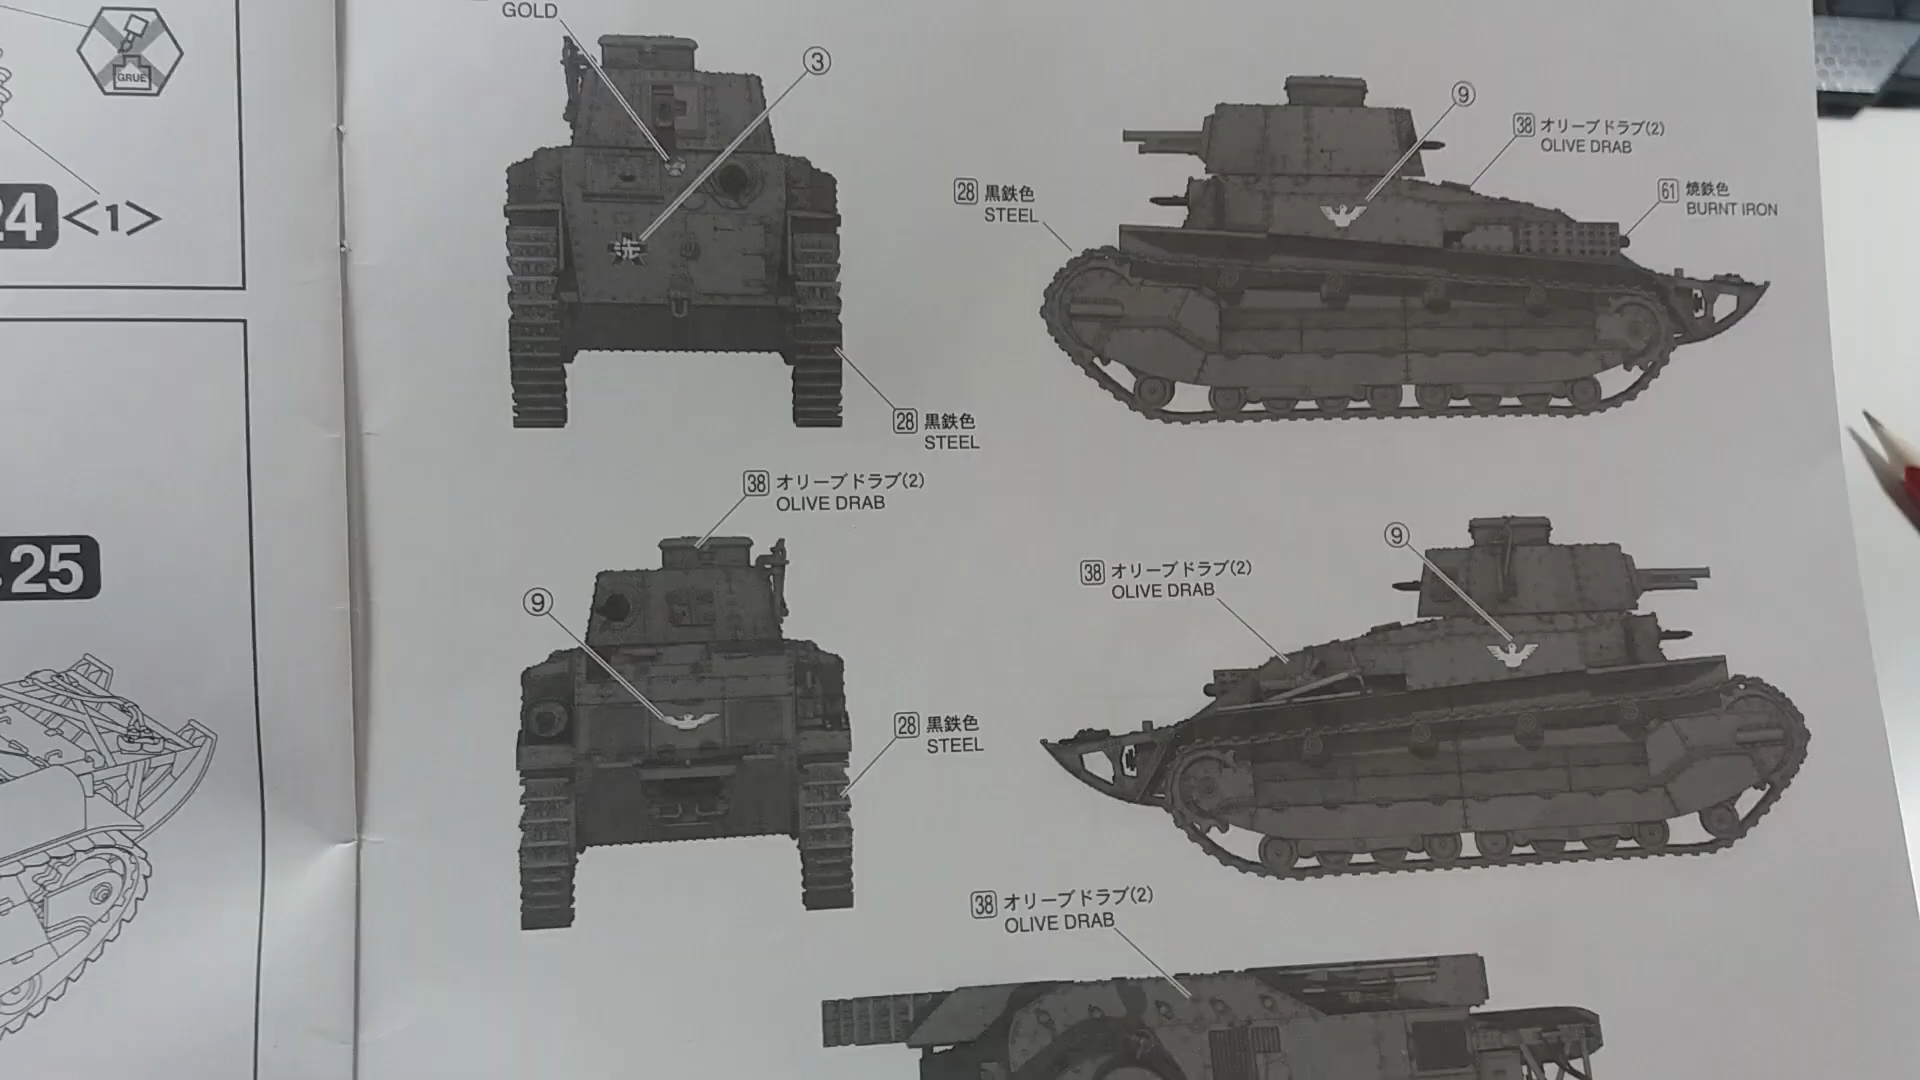 GRUE
24
<1>
25
GOLD
③
28 黒鉄色
STEEL
⑨
38 オリーブドラブ(2)
OLIVE DRAB
28 黒鉄色
STEEL
61 焼鉄色
BURNT IRON
洗
38 オリーブドラブ(2)
OLIVE DRAB
⑨
28 黒鉄色
STEEL
⑨
38 オリーブドラブ(2)
OLIVE DRAB
38 オリーブドラブ(2)
OLIVE DRAB